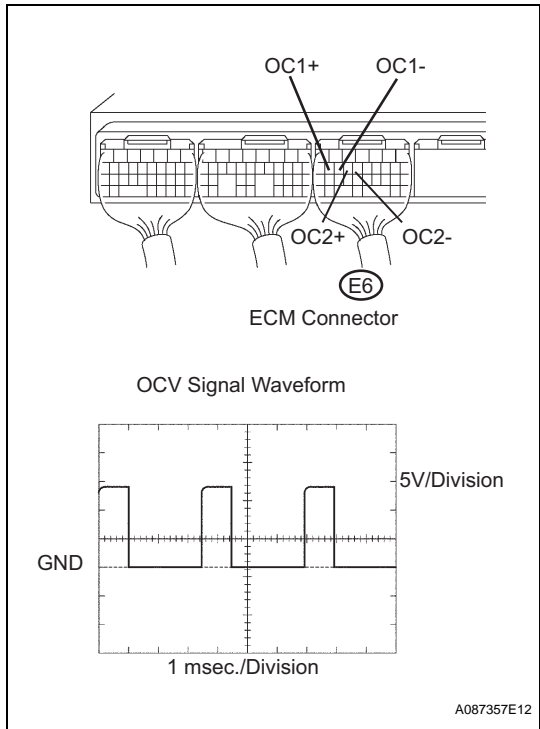 OC1+ OC1-
OC2+ OC2-
E6
ECM Connector
OCV Signal Waveform
5V/Division
GND
1 msec./Division
A087357E12